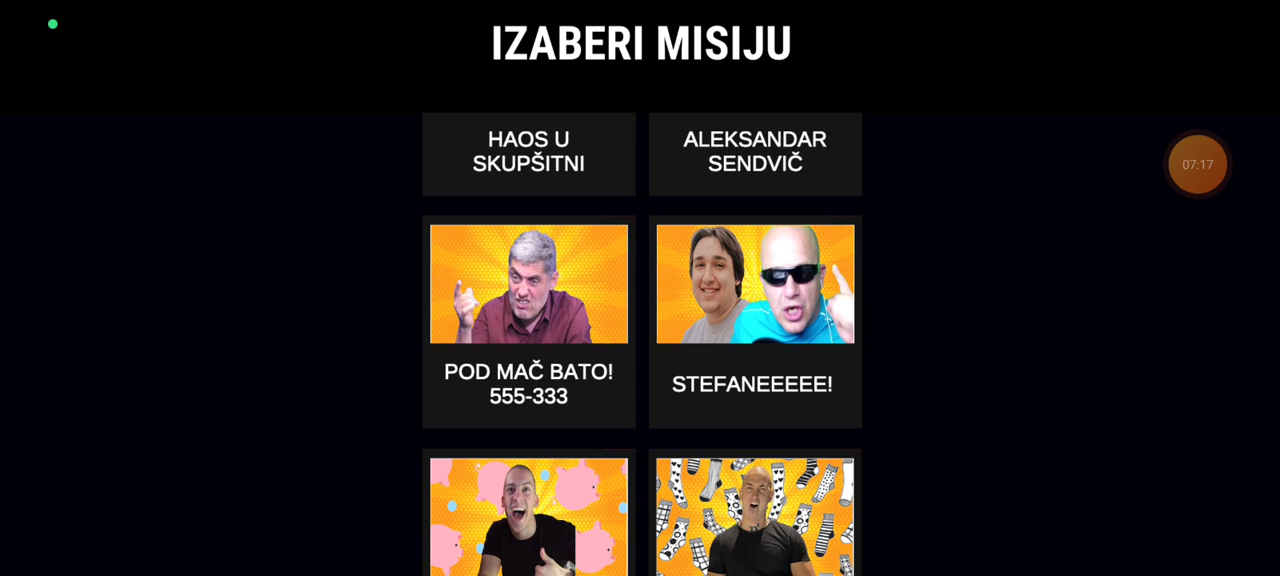 IZABERI MISIJU
HAOS U
SKUPŠITNI
ALEKSANDAR
SENDVIČ
07:17
POD MAČ BATO!
555-333
STEFANEEEEE!